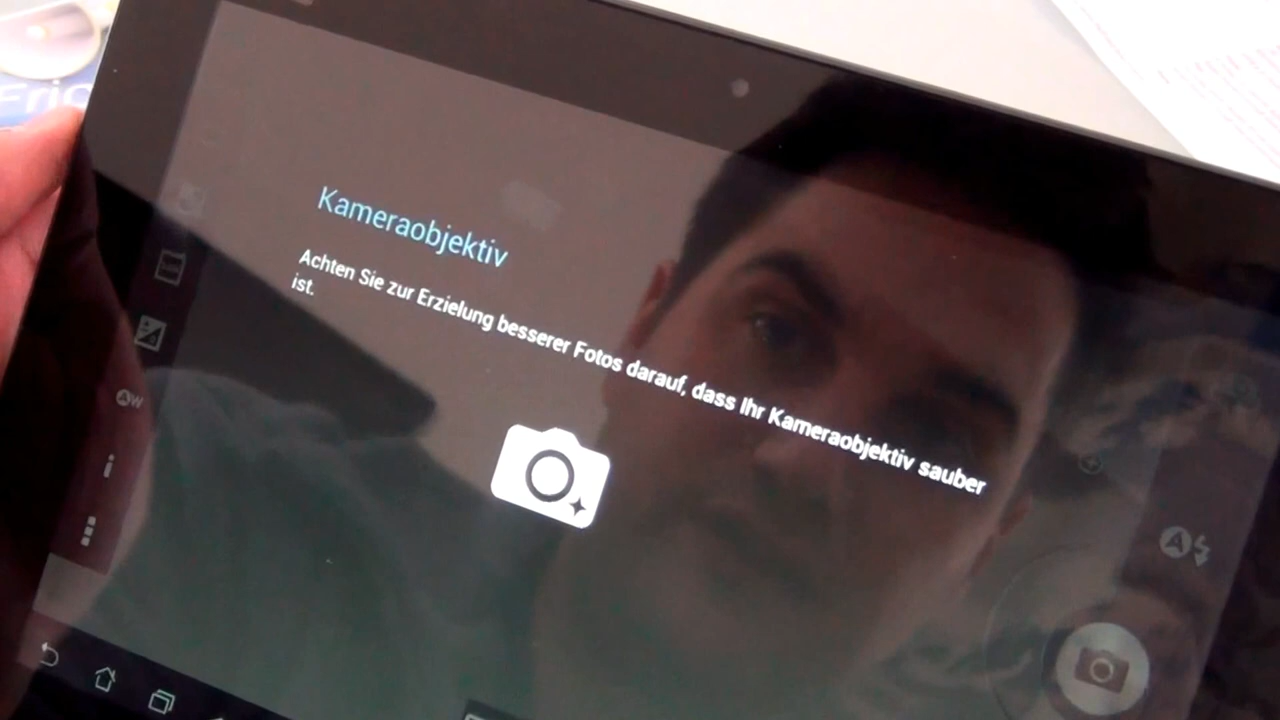 Kameraobjektiv
Achten Sie zur Erzielung besserer Fotos darauf, dass Ihr Kameraobjektiv sauber
ist.